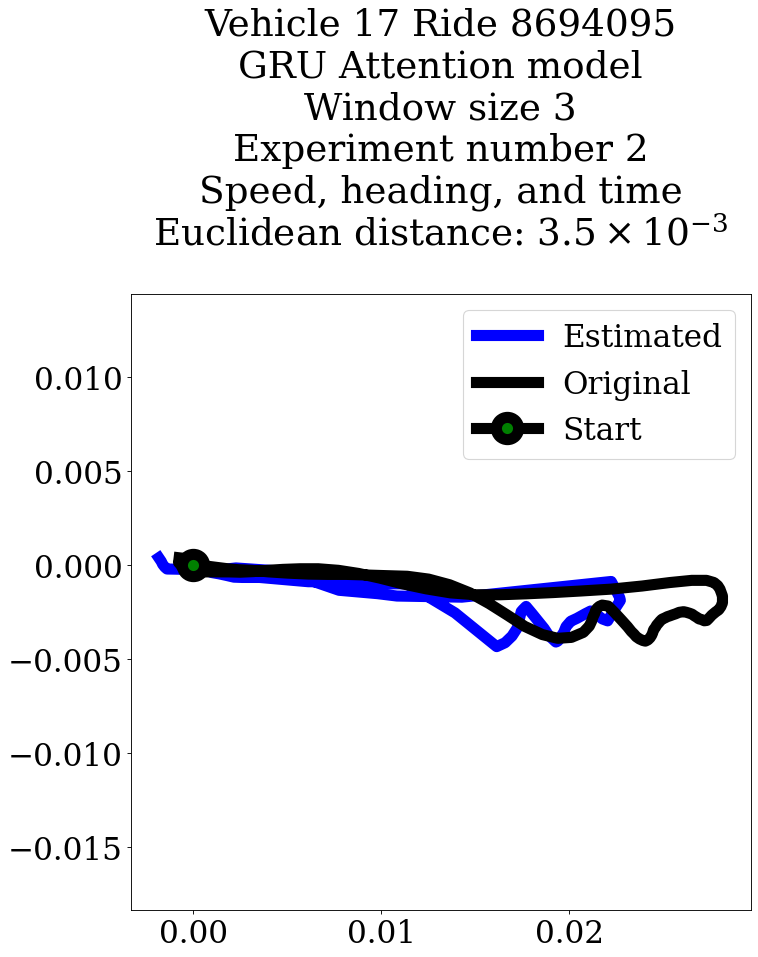 Vehicle 17 Ride 8694095
GRU Attention model
Window size 3
Experiment number 2
Speed, heading, and time
Euclidean distance: 3.5 × 10⁻³
Estimated
Original
Start
0.010
0.005
0.000
−0.005
−0.010
−0.015
0.00 0.01 0.02